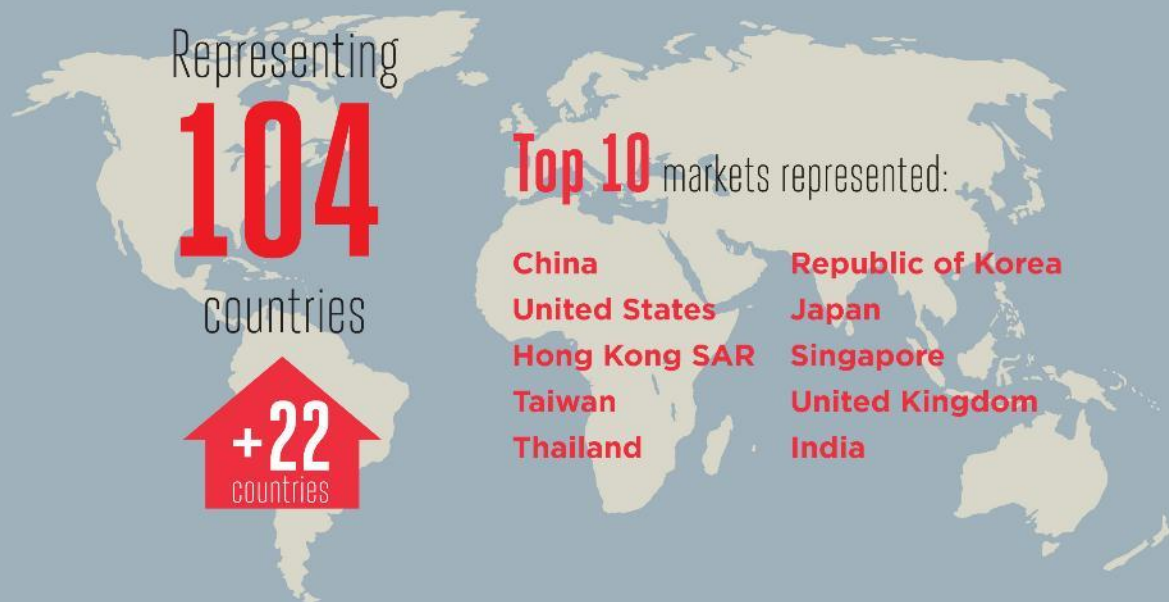 Representing
104
countries
+22
countries
Top 10 markets represented:
China
United States
Hong Kong SAR
Taiwan
Thailand
Republic of Korea
Japan
Singapore
United Kingdom
India